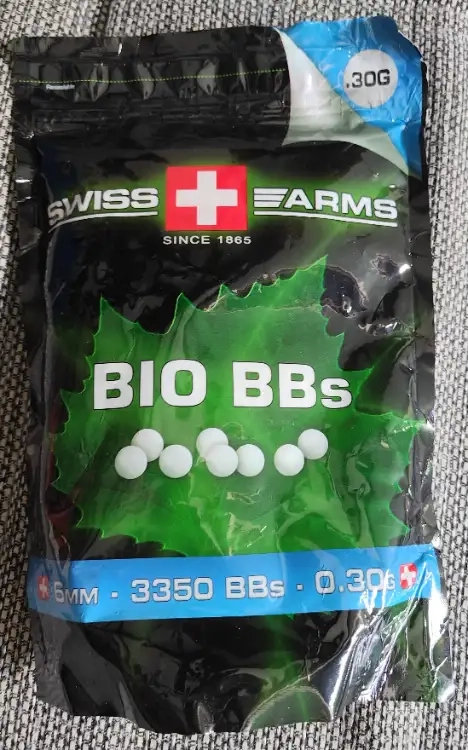 .30G
SWISS ARMS
SINCE 1865
BIO BBs
6MM · 3350 BBs · 0.30G